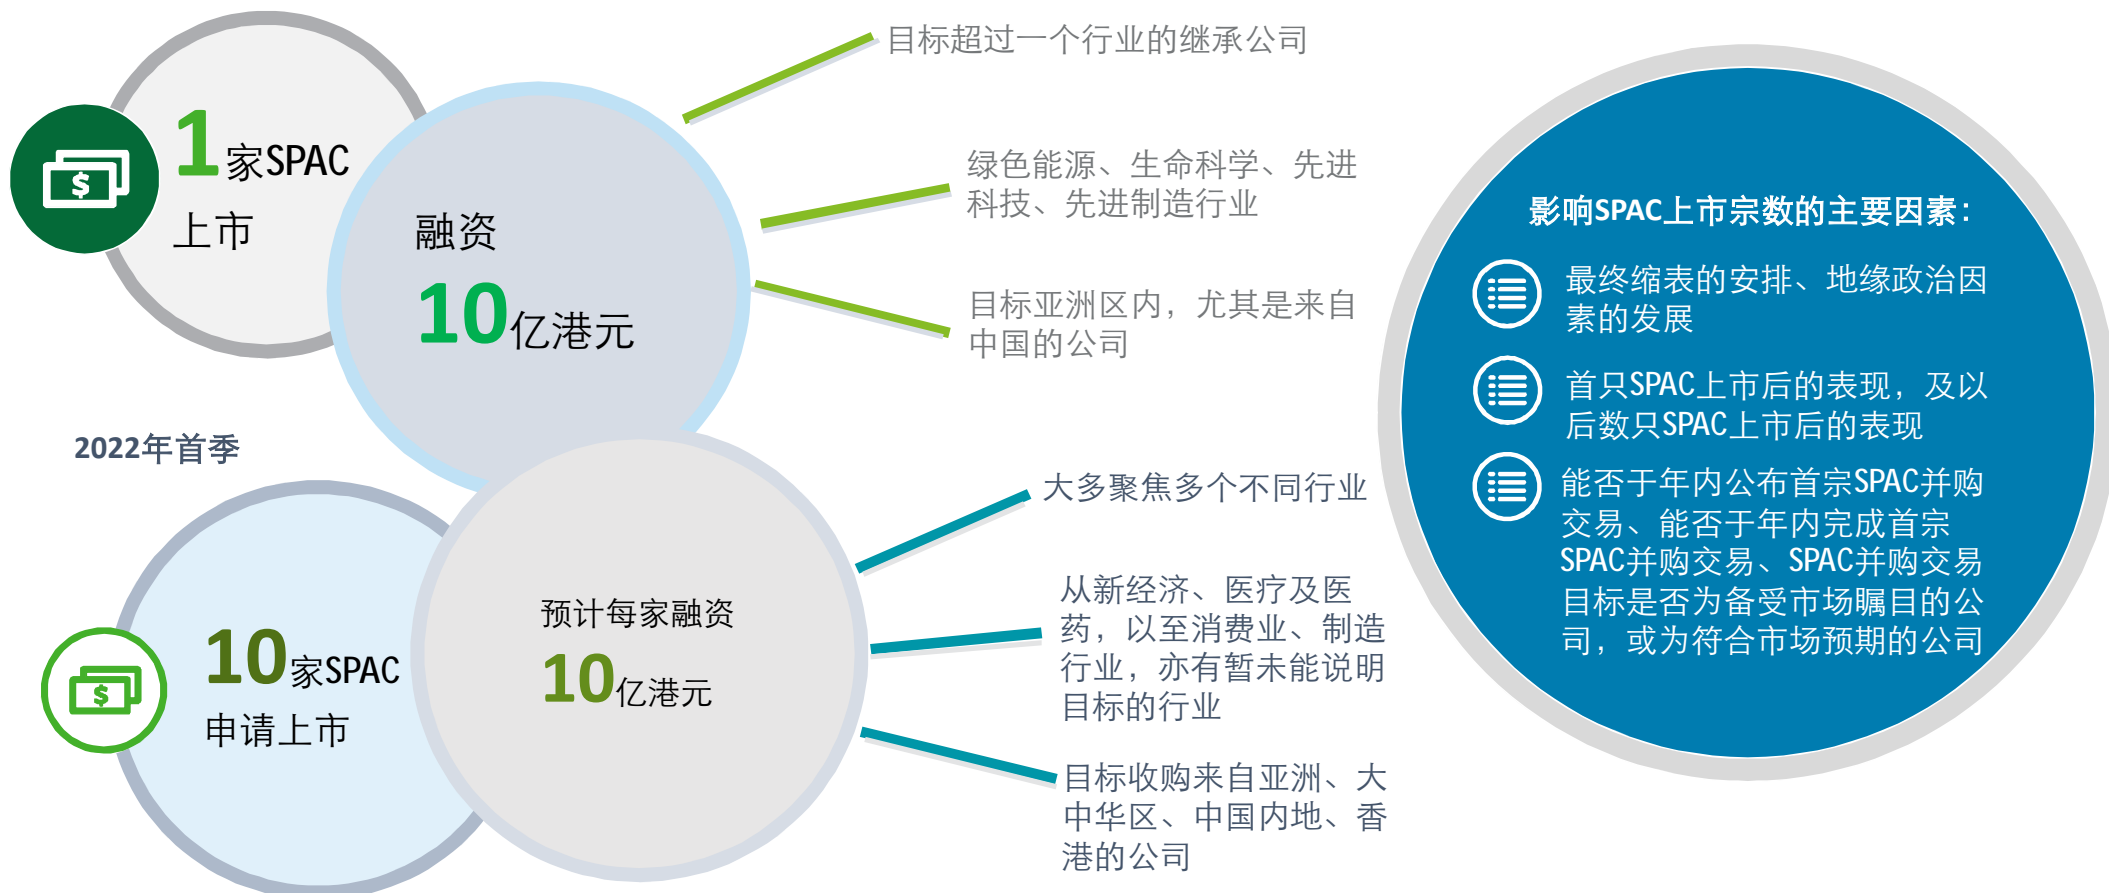 1家SPAC
上市
融资
10亿港元
目标超过一个行业的继承公司
绿色能源、生命科学、先进
科技、先进制造行业
目标亚洲区内，尤其是来自
中国的公司
2022年首季
10家SPAC
申请上市
预计每家融资
10亿港元
大多聚焦多个不同行业
从新经济、医疗及医
药，以至消费业、制造
行业，亦有暂未能说明
目标的行业
目标收购来自亚洲、大
中华区、中国内地、香
港的公司
影响SPAC上市宗数的主要因素：
最终缩表的安排、地缘政治因
素的发展
首只SPAC上市后的表现，及以
后数只SPAC上市后的表现
能否于年内公布首宗SPAC并购
交易、能否于年内完成首宗
SPAC并购交易、SPAC并购交易
目标是否为备受市场瞩目的公
司，或为符合市场预期的公司